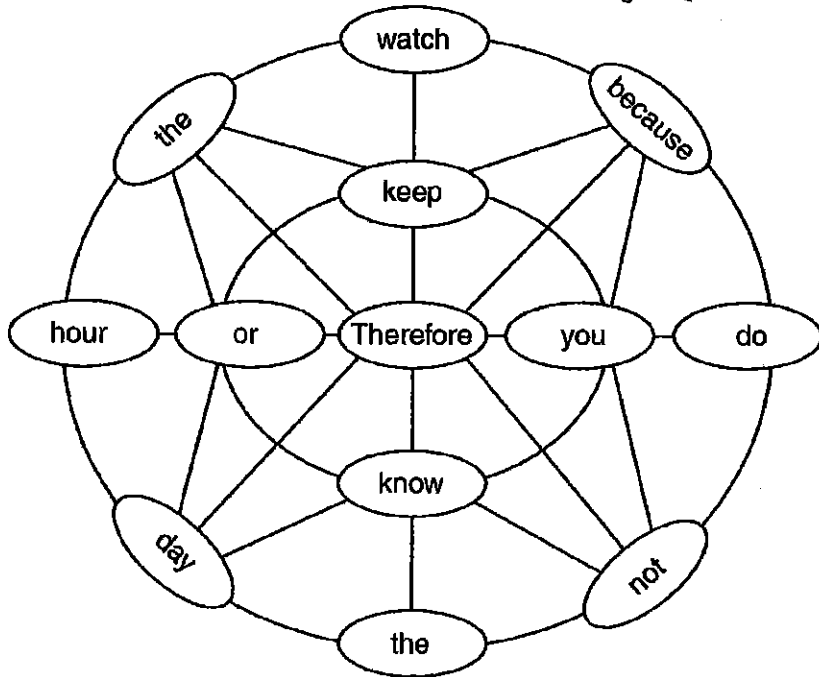 watch
the
because
keep
hour or Therefore you do
know
day
not
the